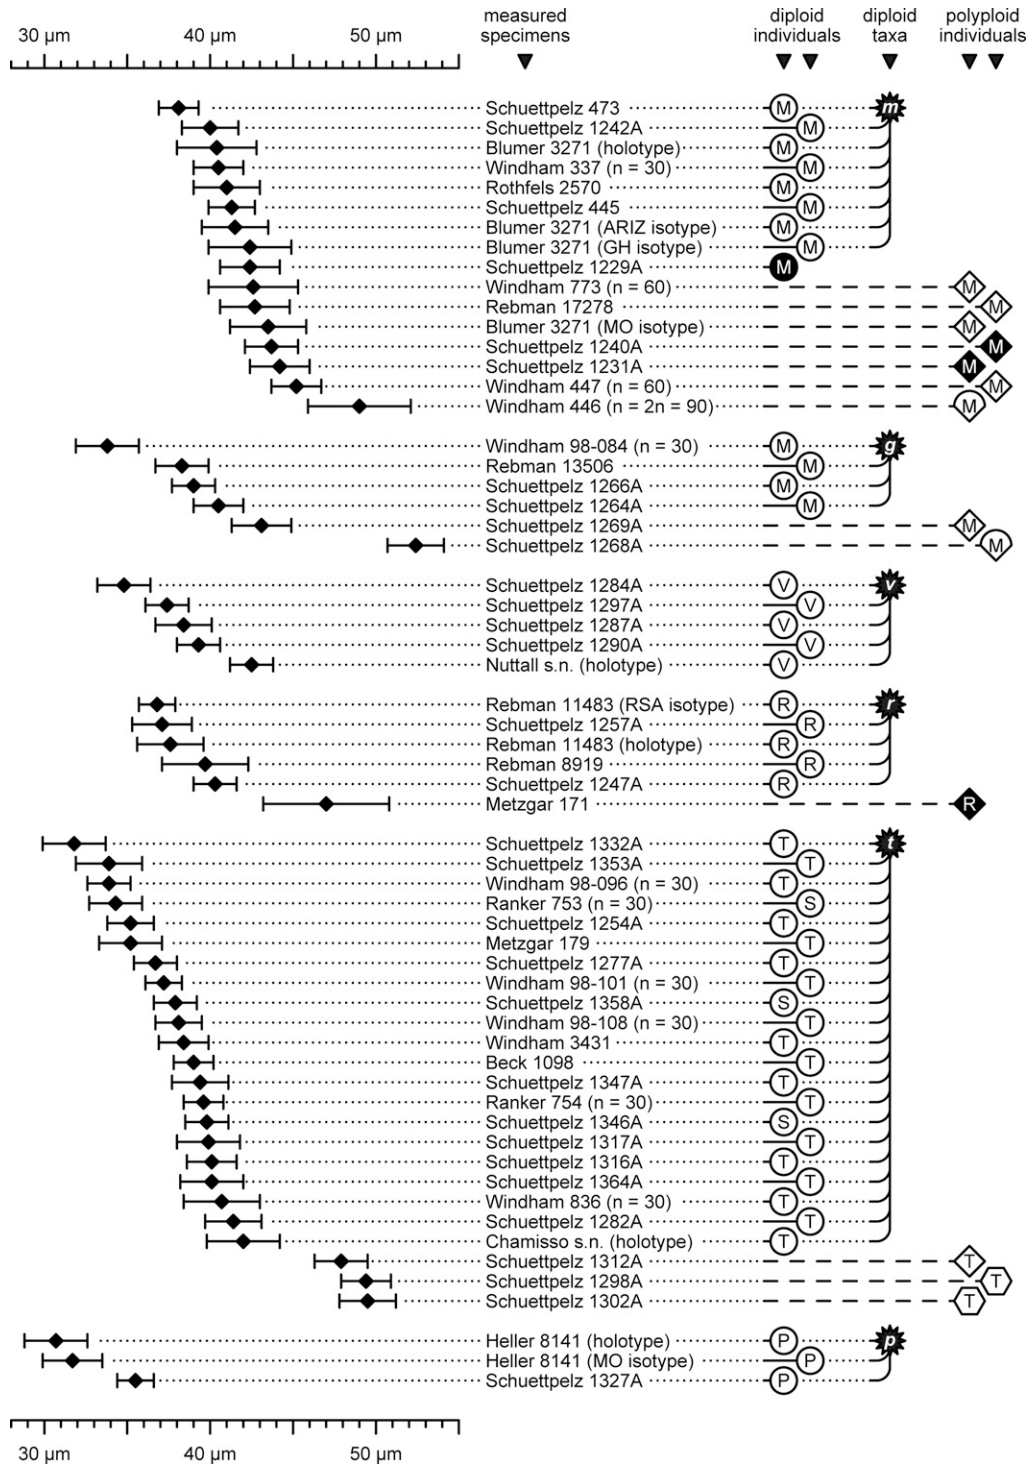 measured diploid diploid polyploid
30 µm 40 µm 50 µm specimens individuals taxa individuals
Schuettpelz 473 M m
Schuettpelz 1242A M
Blumer 3271 (holotype) M
Windham 337 (n = 30) M
Rothfels 2570 M
Schuettpelz 445 M
Blumer 3271 (ARIZ isotype) M
Blumer 3271 (GH isotype) M
Schuettpelz 1229A M
Windham 773 (n = 60) M
Rebman 17278 M
Blumer 3271 (MO isotype) M
Schuettpelz 1240A M
Schuettpelz 1231A M
Windham 447 (n = 60) M
Windham 446 (n = 2n = 90) M
Windham 98-084 (n = 30) M g
Rebman 13506 M
Schuettpelz 1266A M
Schuettpelz 1264A M
Schuettpelz 1269A M
Schuettpelz 1268A M
Schuettpelz 1284A V v
Schuettpelz 1297A V
Schuettpelz 1287A V
Schuettpelz 1290A V
Nuttall s.n. (holotype) V
Rebman 11483 (RSA isotype) R r
Schuettpelz 1257A R
Rebman 11483 (holotype) R
Rebman 8919 R
Schuettpelz 1247A R
Metzgar 171 R
Schuettpelz 1332A T t
Schuettpelz 1353A T
Windham 98-096 (n = 30) T
Ranker 753 (n = 30) S
Schuettpelz 1254A T
Metzgar 179 T
Schuettpelz 1277A T
Windham 98-101 (n = 30) T
Schuettpelz 1358A S
Windham 98-108 (n = 30) T
Windham 3431 T
Beck 1098 T
Schuettpelz 1347A T
Ranker 754 (n = 30) T
Schuettpelz 1346A S
Schuettpelz 1317A T
Schuettpelz 1316A T
Schuettpelz 1364A T
Windham 836 (n = 30) T
Schuettpelz 1282A T
Chamisso s.n. (holotype) T
Schuettpelz 1312A T
Schuettpelz 1298A T
Schuettpelz 1302A T
Heller 8141 (holotype) P p
Heller 8141 (MO isotype) P
Schuettpelz 1327A P
30 µm 40 µm 50 µm